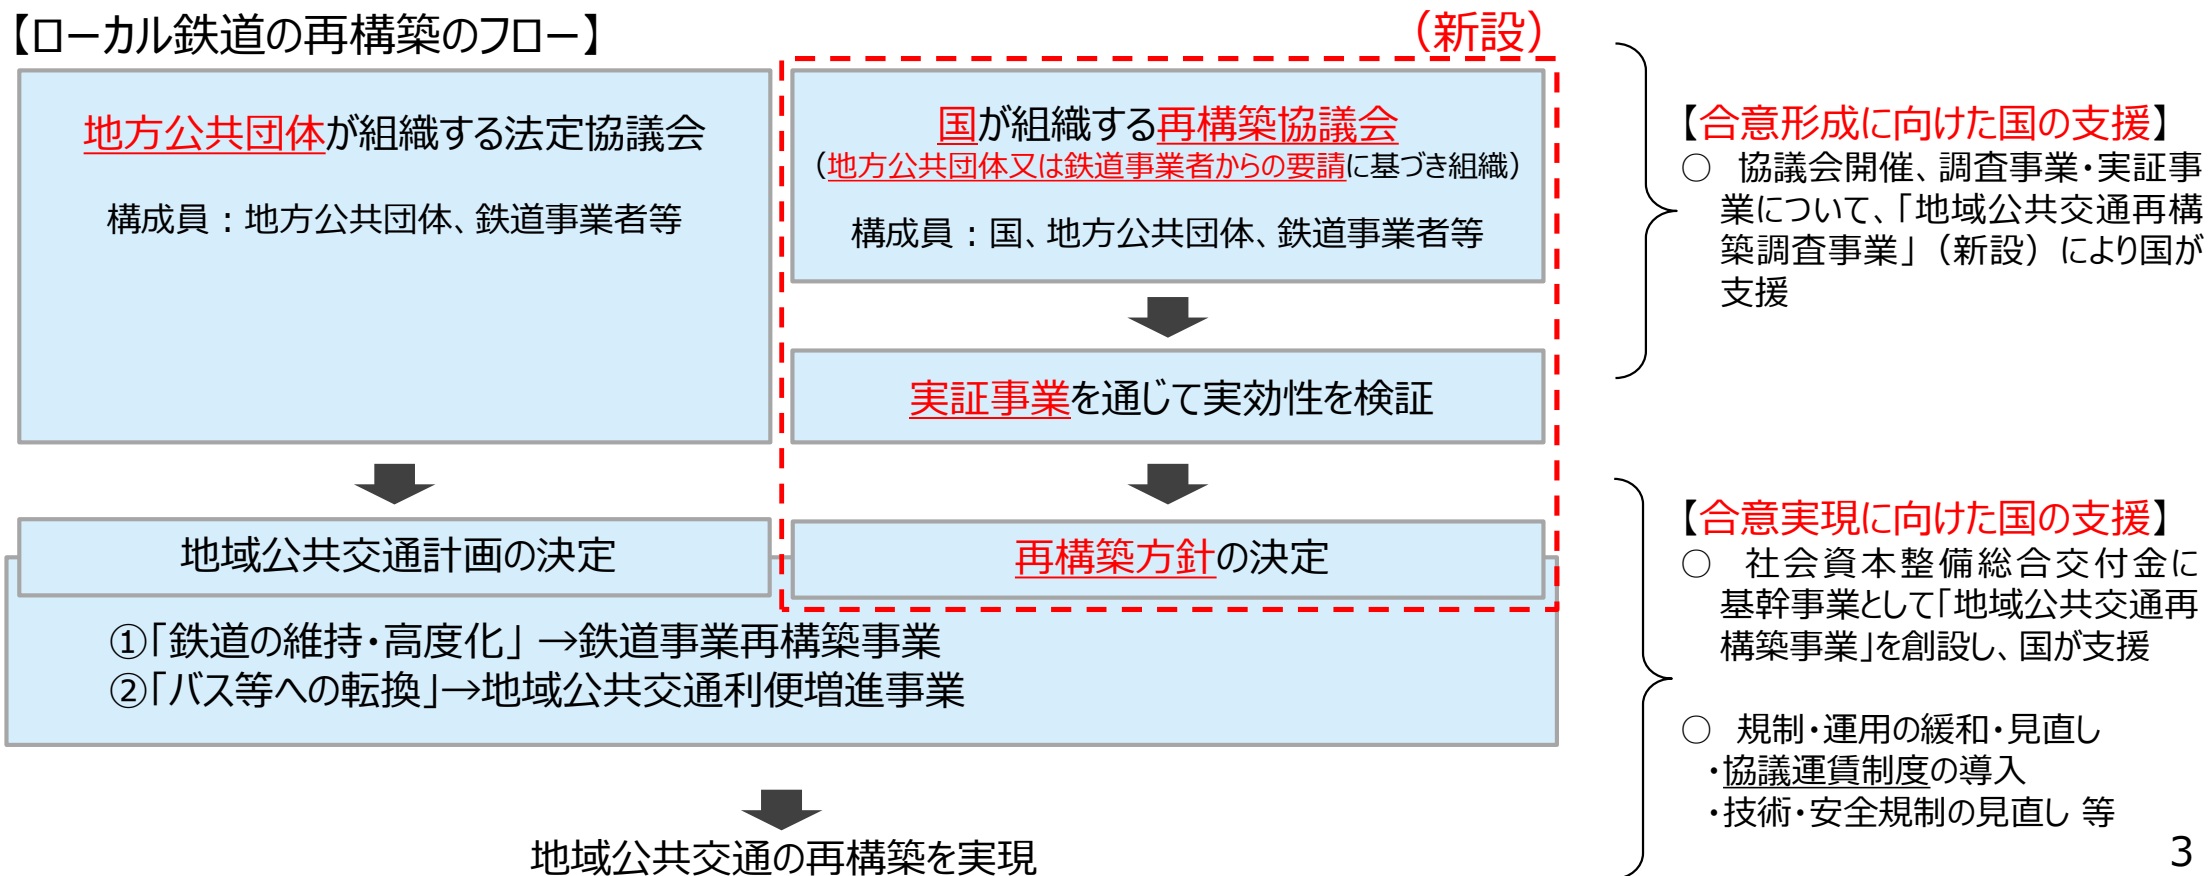 【ローカル鉄道の再構築のフロー】
（新設）
地方公共団体が組織する法定協議会
構成員：地方公共団体、鉄道事業者等
国が組織する再構築協議会
（地方公共団体又は鉄道事業者からの要請に基づき組織）
構成員：国、地方公共団体、鉄道事業者等
実証事業を通じて実効性を検証
地域公共交通計画の決定
再構築方針の決定
①「鉄道の維持・高度化」→鉄道事業再構築事業
②「バス等への転換」→地域公共交通利便増進事業
地域公共交通の再構築を実現
【合意形成に向けた国の支援】
○ 協議会開催、調査事業・実証事
業について、「地域公共交通再構
築調査事業」（新設）により国が
支援
【合意実現に向けた国の支援】
○ 社会資本整備総合交付金に
基幹事業として「地域公共交通再
構築事業」を創設し、国が支援
○ 規制・運用の緩和・見直し
・協議運賃制度の導入
・技術・安全規制の見直し 等
3